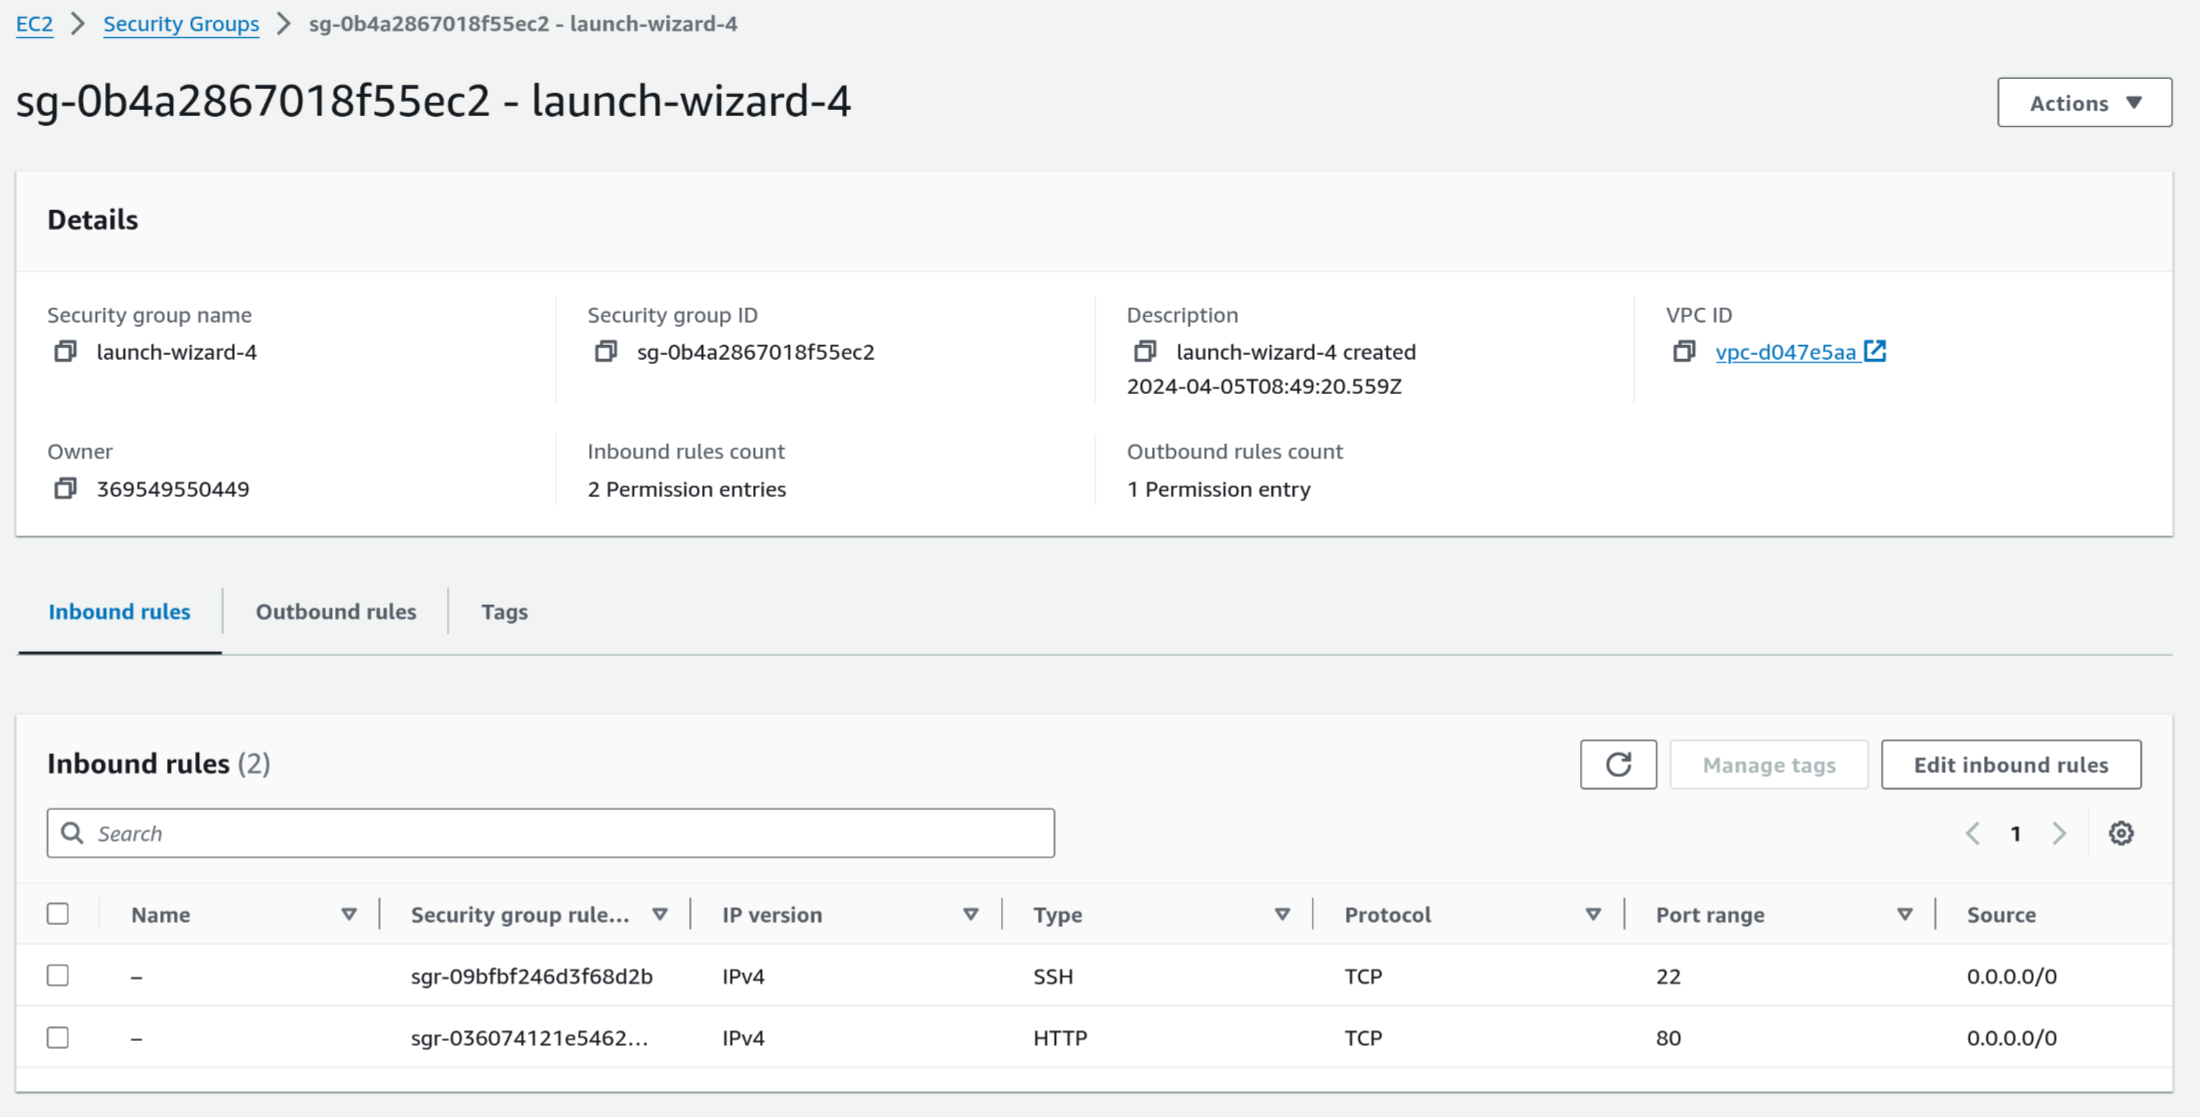 EC2 > Security Groups > sg-0b4a2867018f55ec2 - launch-wizard-4
sg-0b4a2867018f55ec2 - launch-wizard-4
Actions
Details
Security group name
launch-wizard-4
Security group ID
sg-0b4a2867018f55ec2
Description
launch-wizard-4 created
2024-04-05T08:49:20.559Z
VPC ID
vpc-d047e5aa
Owner
369549550449
Inbound rules count
2 Permission entries
Outbound rules count
1 Permission entry
Inbound rules Outbound rules Tags
Inbound rules (2)
Manage tags Edit inbound rules
Search
1
Name Security group rule... IP version Type Protocol Port range Source
– sgr-09bfbf246d3f68d2b IPv4 SSH TCP 22 0.0.0.0/0
– sgr-036074121e5462... IPv4 HTTP TCP 80 0.0.0.0/0